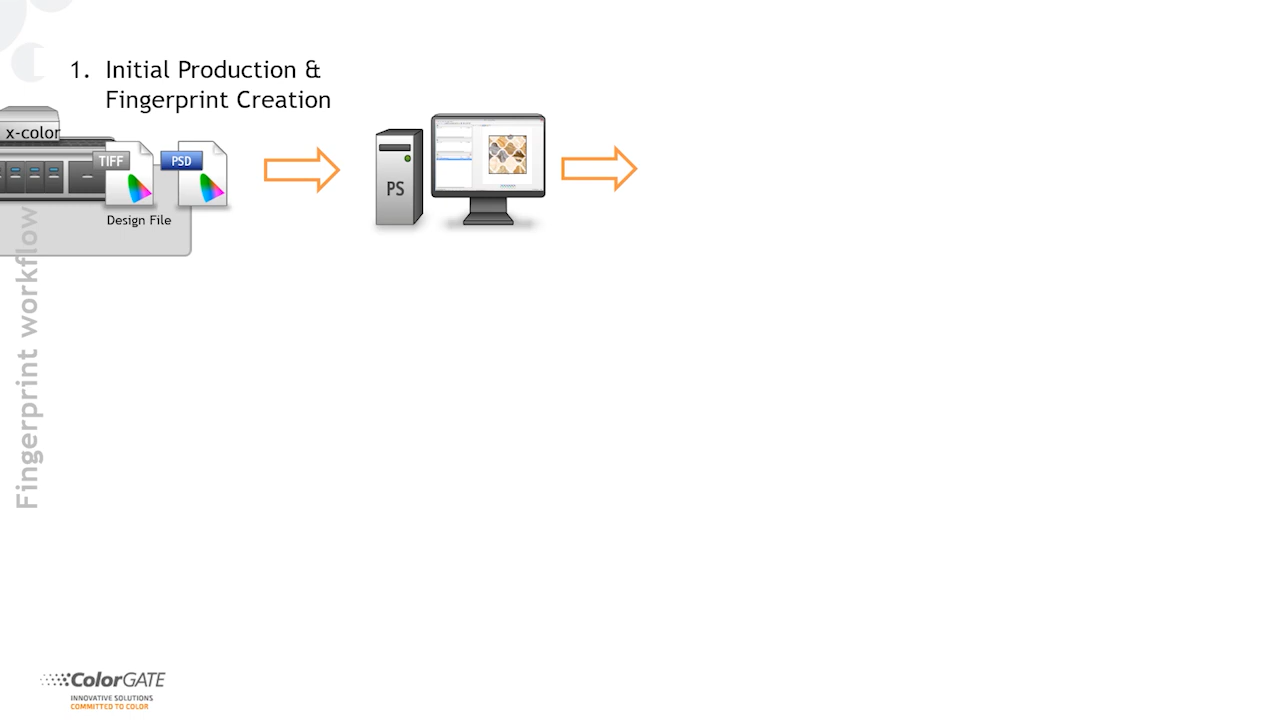 1. Initial Production &
Fingerprint Creation
x-color
TIFF
PSD
Design File
PS
Fingerprint workflow
ColorGATE
INNOVATIVE SOLUTIONS
COMMITTED TO COLOR